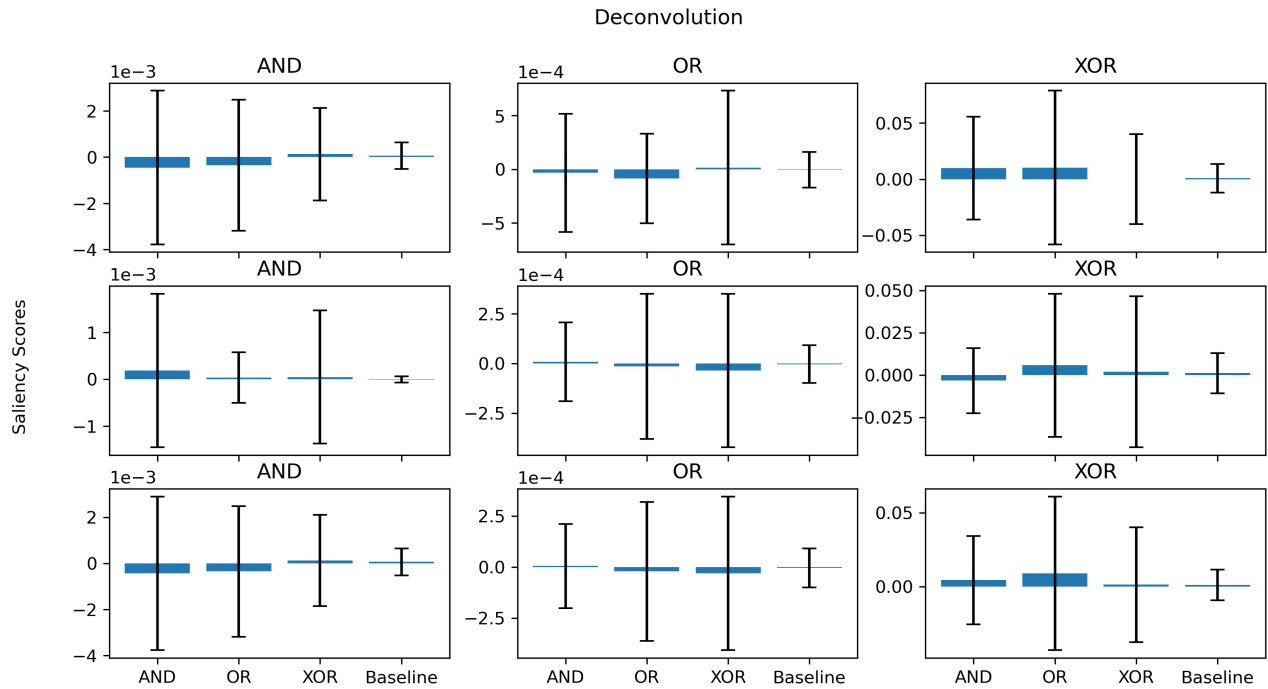 Deconvolution
AND
OR
XOR
1e−3
1e−4
2
0
−2
−4
5
0
−5
0.05
0.00
−0.05
AND
OR
XOR
1e−3
1e−4
1
0
−1
2.5
0.0
−2.5
0.050
0.025
0.000
−0.025
Saliency Scores
AND
OR
XOR
1e−3
1e−4
2
0
−2
−4
2.5
0.0
−2.5
0.05
0.00
AND OR XOR Baseline
AND OR XOR Baseline
AND OR XOR Baseline